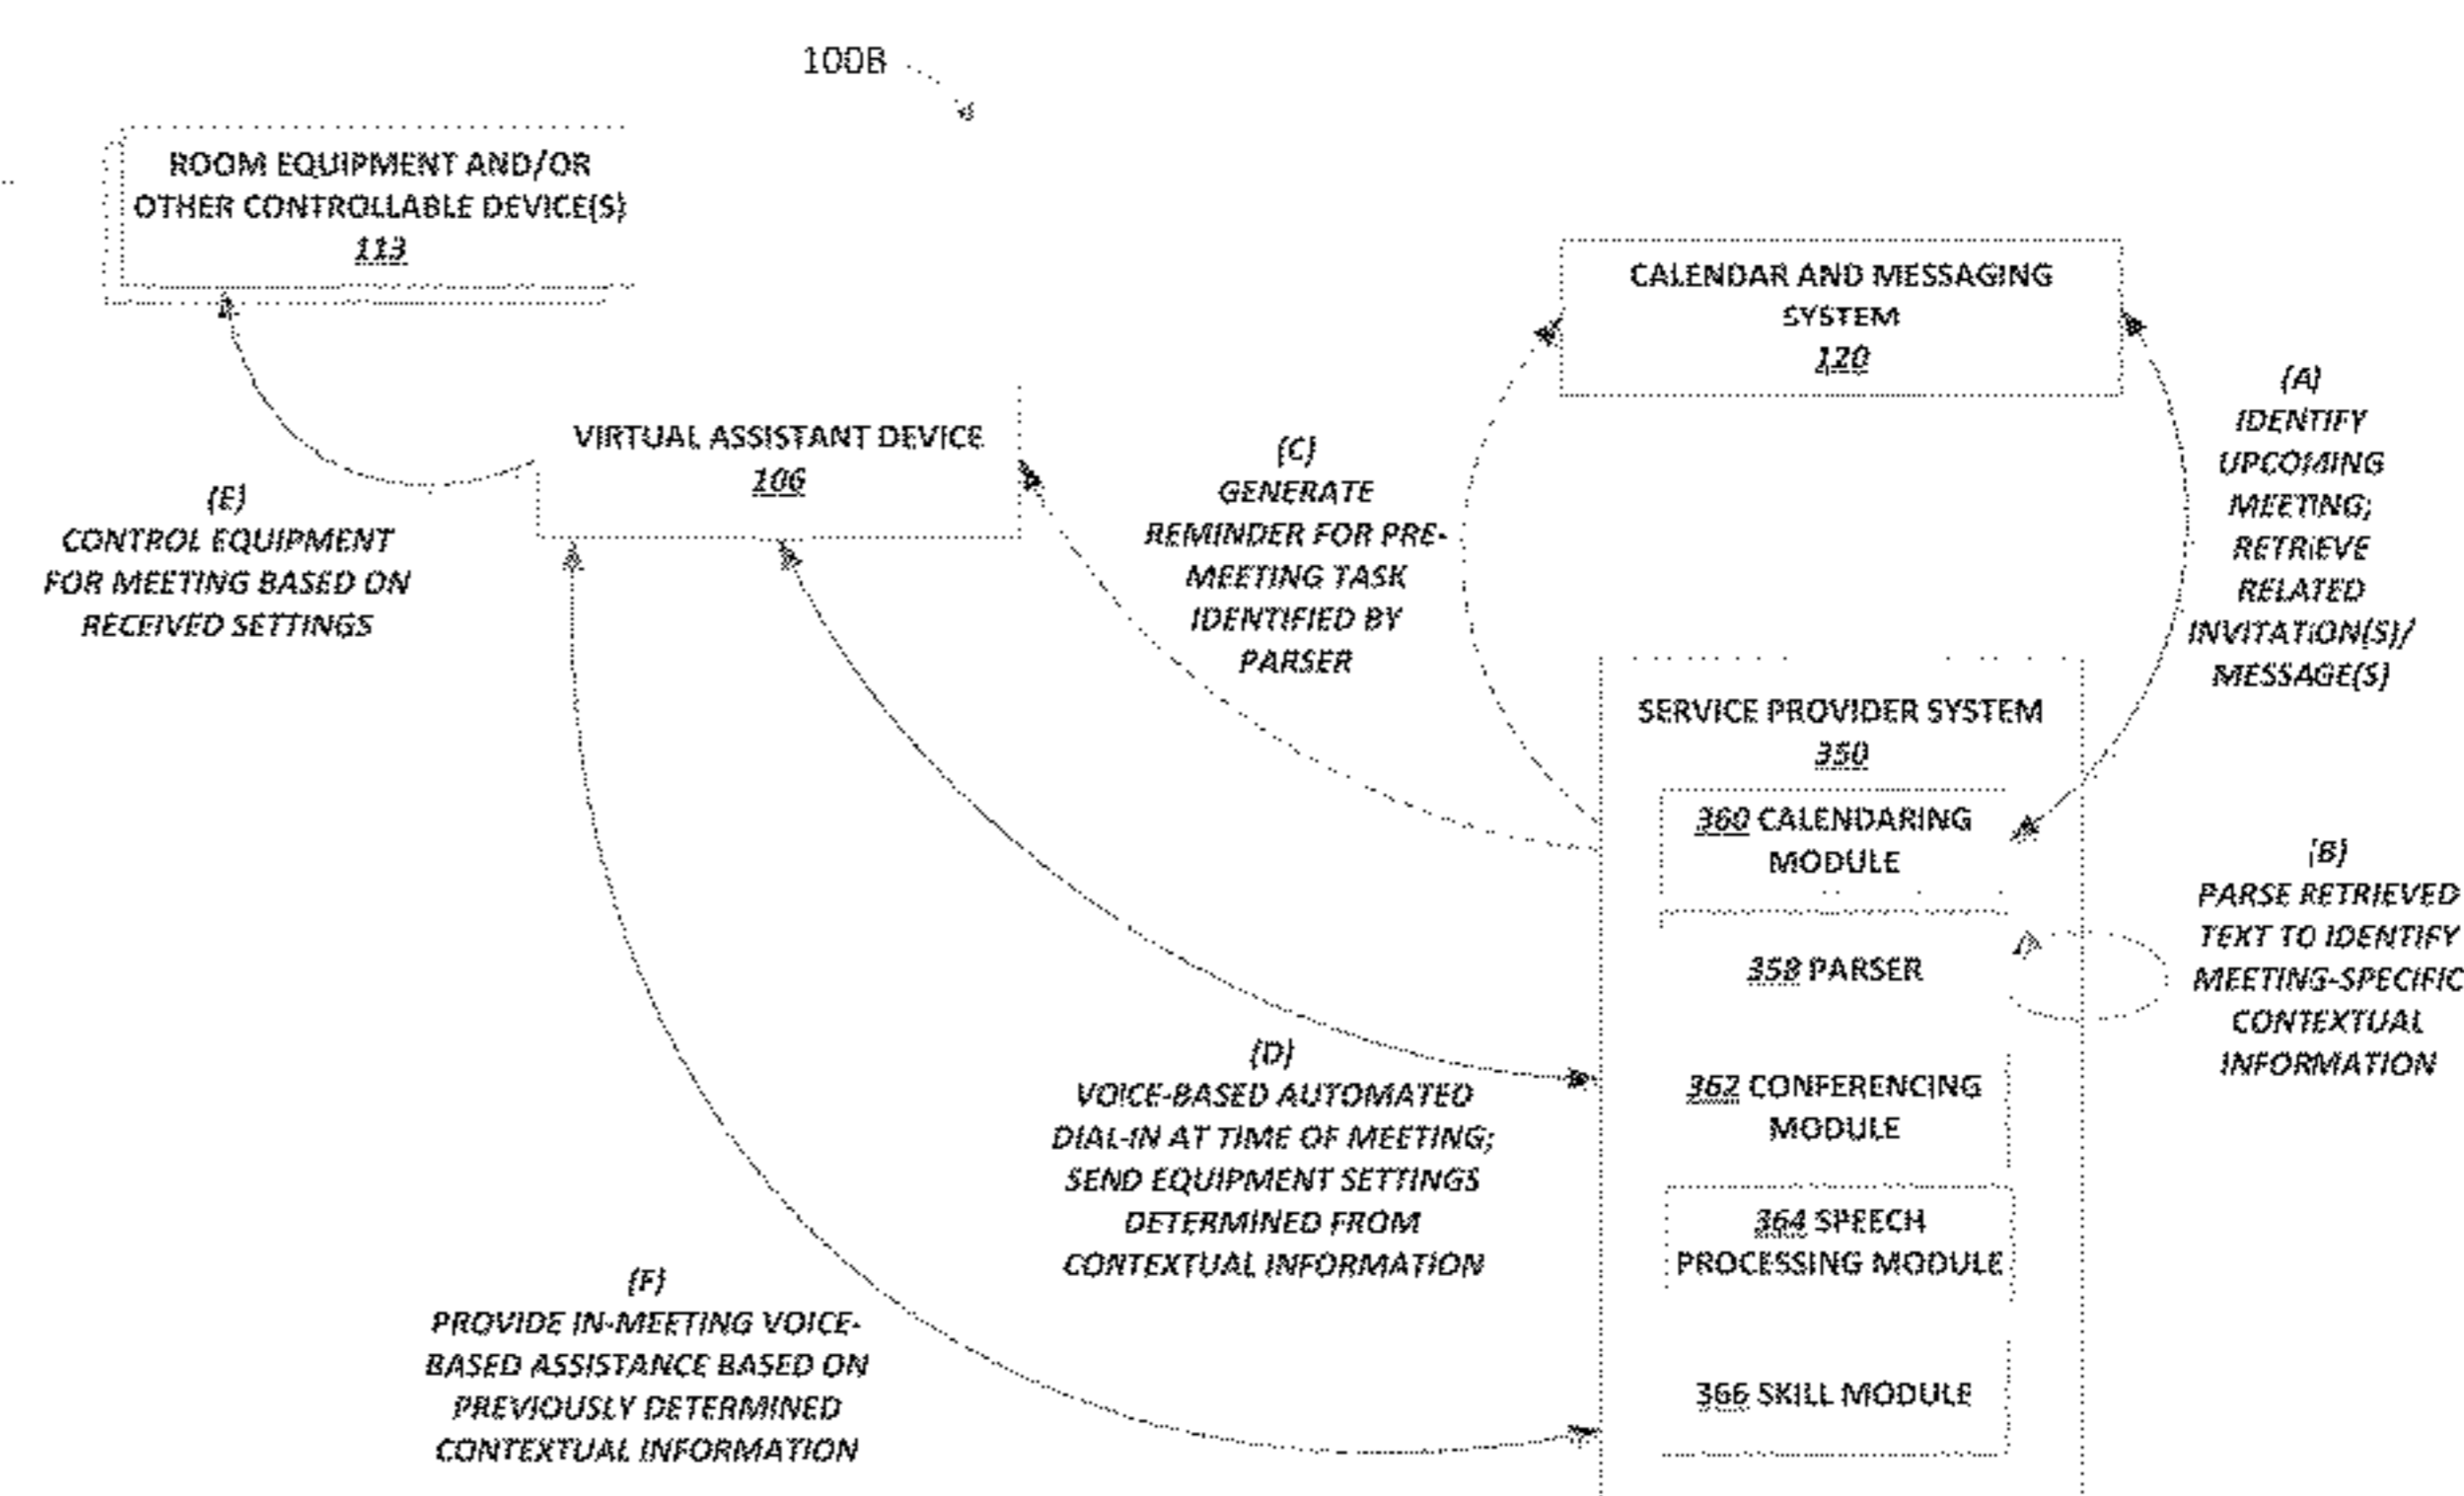 100B
ROOM EQUIPMENT AND/OR
OTHER CONTROLLABLE DEVICE(S)
113
CALENDAR AND MESSAGING
SYSTEM
120
VIRTUAL ASSISTANT DEVICE
106
(A)
IDENTIFY
UPCOMING
MEETING;
RETRIEVE
RELATED
INVITATION(S)/
MESSAGE(S)
(C)
GENERATE
REMINDER FOR PRE-
MEETING TASK
IDENTIFIED BY
PARSER
(E)
CONTROL EQUIPMENT
FOR MEETING BASED ON
RECEIVED SETTINGS
SERVICE PROVIDER SYSTEM
350
360 CALENDARING
MODULE
358 PARSER
362 CONFERENCING
MODULE
364 SPEECH
PROCESSING MODULE
366 SKILL MODULE
(B)
PARSE RETRIEVED
TEXT TO IDENTIFY
MEETING-SPECIFIC
CONTEXTUAL
INFORMATION
(D)
VOICE-BASED AUTOMATED
DIAL-IN AT TIME OF MEETING;
SEND EQUIPMENT SETTINGS
DETERMINED FROM
CONTEXTUAL INFORMATION
(F)
PROVIDE IN-MEETING VOICE-
BASED ASSISTANCE BASED ON
PREVIOUSLY DETERMINED
CONTEXTUAL INFORMATION